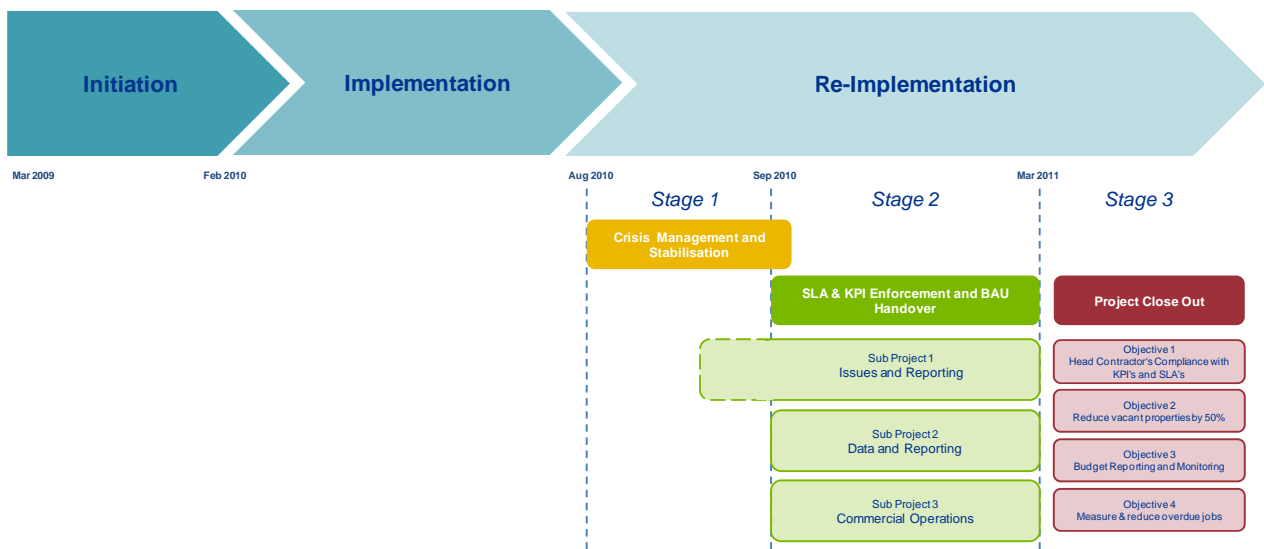 Initiation
Implementation
Re-Implementation
Mar 2009
Feb 2010
Aug 2010
Sep 2010
Mar 2011
Stage 1
Stage 2
Stage 3
Crisis Management and
Stabilisation
SLA & KPI Enforcement and BAU
Handover
Project Close Out
Sub Project 1
Issues and Reporting
Sub Project 2
Data and Reporting
Sub Project 3
Commercial Operations
Objective 1
Head Contractor's Compliance with
KPI's and SLA's
Objective 2
Reduce vacant properties by 50%
Objective 3
Budget Reporting and Monitoring
Objective 4
Measure & reduce overdue jobs